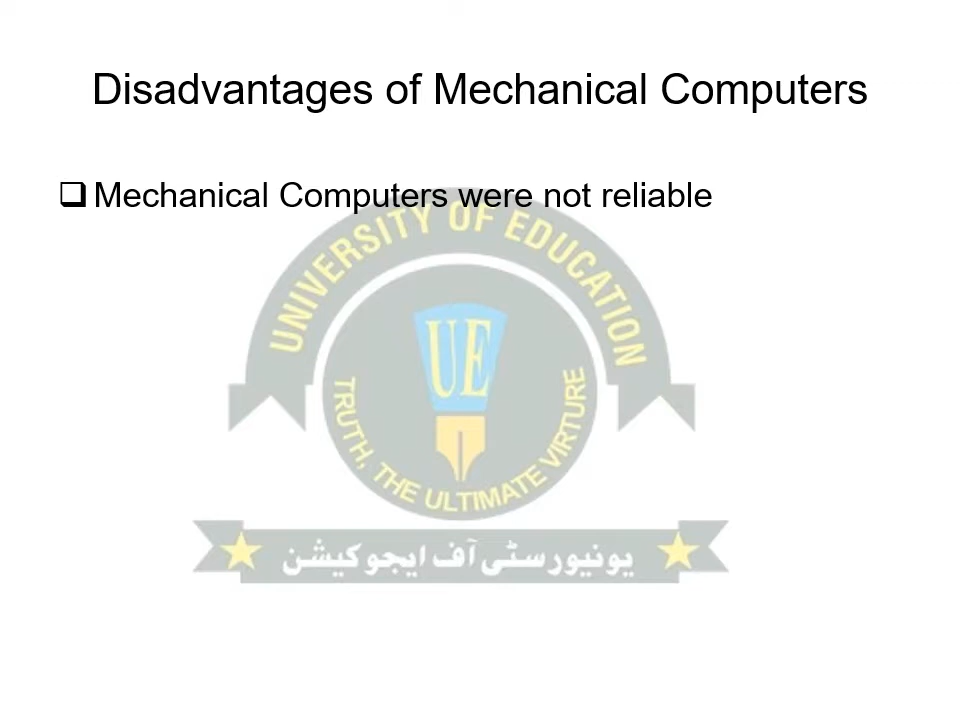 Disadvantages of Mechanical Computers
❑ Mechanical Computers were not reliable
UNIVERSITY OF EDUCATION
UE
TRUTH, THE ULTIMATE VIRTURE
یونیورسٹی آف ایجوکیشن